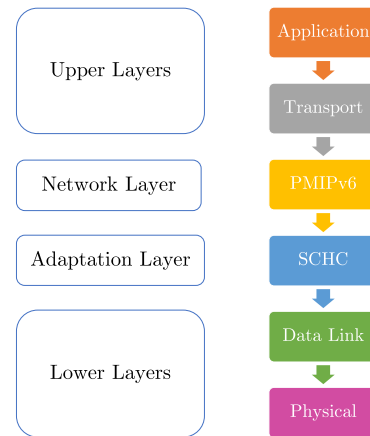 Upper Layers
Application
Transport
Network Layer
PMIPv6
Adaptation Layer
SCHC
Lower Layers
Data Link
Physical